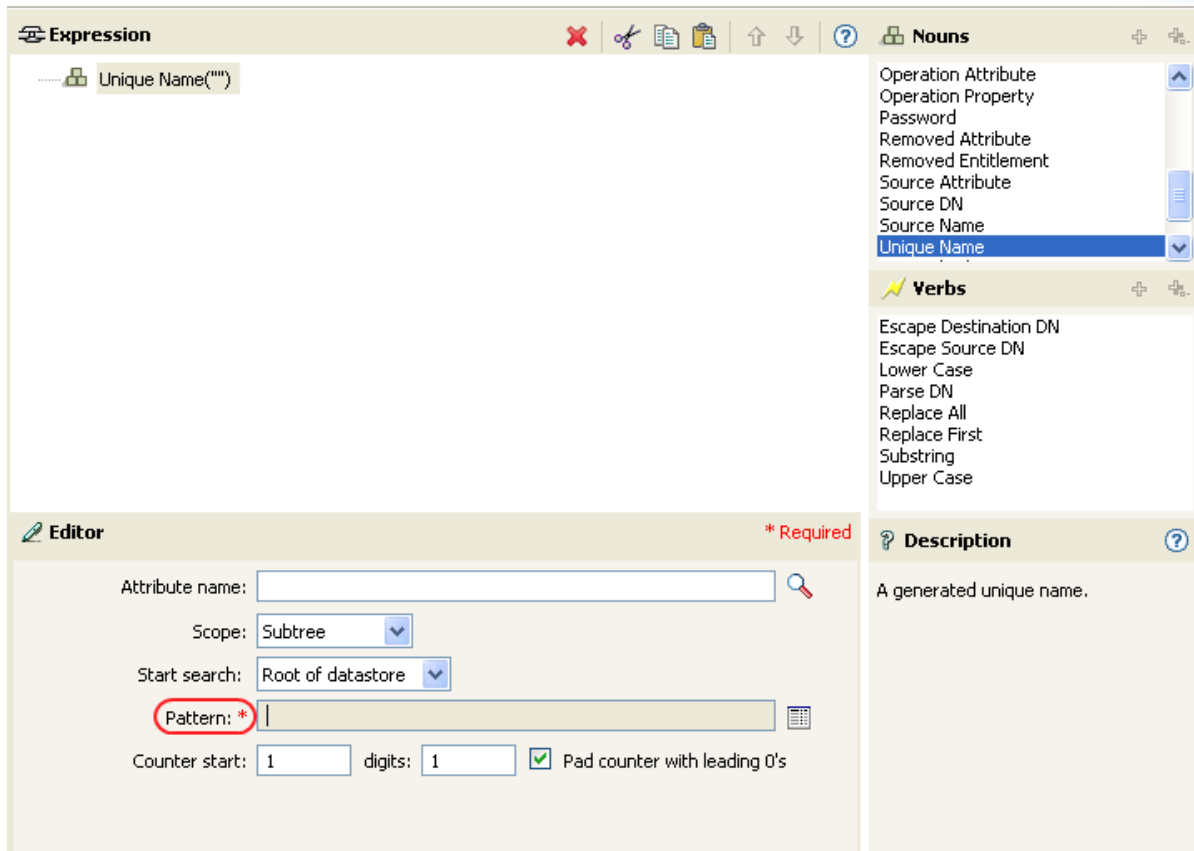 Expression
Unique Name("")
Nouns
Operation Attribute
Operation Property
Password
Removed Attribute
Removed Entitlement
Source Attribute
Source DN
Source Name
Unique Name
Verbs
Escape Destination DN
Escape Source DN
Lower Case
Parse DN
Replace All
Replace First
Substring
Upper Case
Editor * Required
Attribute name:
Scope: Subtree
Start search: Root of datastore
Pattern: *
Counter start: 1 digits: 1 Pad counter with leading 0's
? Description
A generated unique name.